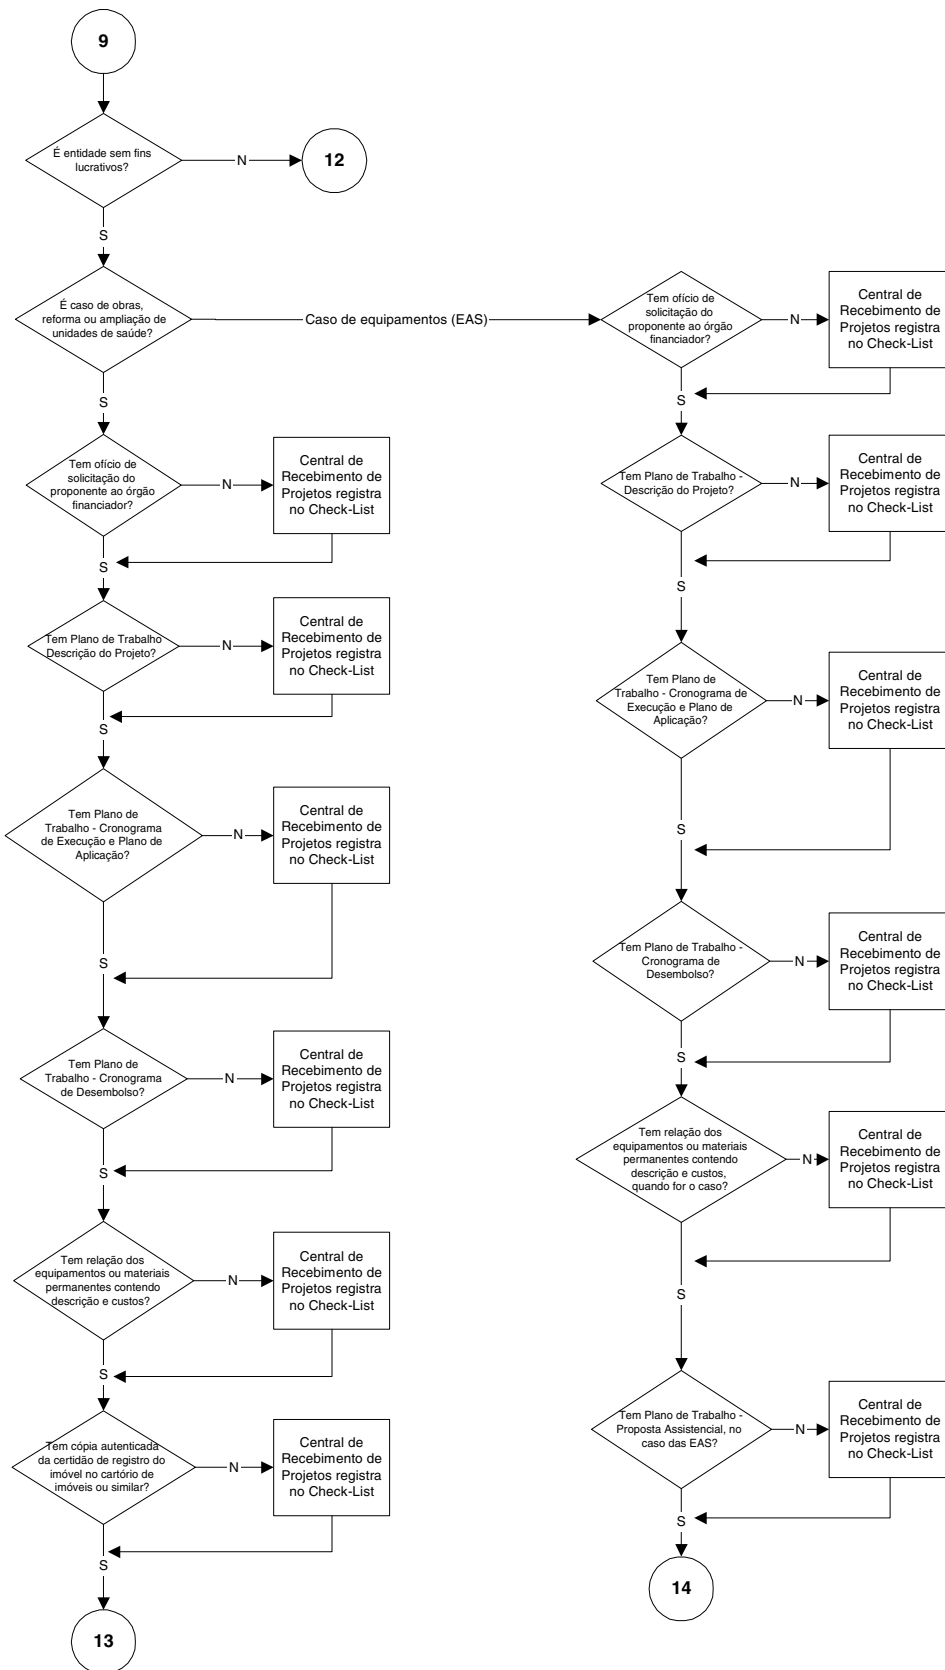 9
É entidade sem fins
lucrativos?
N
12
S
É caso de obras,
reforma ou ampliação de
unidades de saúde?
Caso de equipamentos (EAS)
S
Tem ofício de
solicitação do
proponente ao órgão
financiador?
N
Central de
Recebimento de
Projetos registra
no Check-List
S
Tem Plano de Trabalho
Descrição do Projeto?
N
Central de
Recebimento de
Projetos registra
no Check-List
S
Tem Plano de
Trabalho - Cronograma
de Execução e Plano de
Aplicação?
N
Central de
Recebimento de
Projetos registra
no Check-List
S
Tem Plano de
Trabalho - Cronograma
de Desembolso?
N
Central de
Recebimento de
Projetos registra
no Check-List
S
Tem relação dos
equipamentos ou materiais
permanentes contendo
descrição e custos?
N
Central de
Recebimento de
Projetos registra
no Check-List
S
Tem cópia autenticada
da certidão de registro do
imóvel no cartório de
imóveis ou similar?
N
Central de
Recebimento de
Projetos registra
no Check-List
S
13
Tem ofício de
solicitação do
proponente ao órgão
financiador?
N
Central de
Recebimento de
Projetos registra
no Check-List
S
Tem Plano de Trabalho -
Descrição do Projeto?
N
Central de
Recebimento de
Projetos registra
no Check-List
S
Tem Plano de
Trabalho - Cronograma de
Execução e Plano de
Aplicação?
N
Central de
Recebimento de
Projetos registra
no Check-List
S
Tem Plano de Trabalho -
Cronograma de
Desembolso?
N
Central de
Recebimento de
Projetos registra
no Check-List
S
Tem relação dos
equipamentos ou materiais
permanentes contendo
descrição e custos,
quando for o caso?
N
Central de
Recebimento de
Projetos registra
no Check-List
S
Tem Plano de Trabalho -
Proposta Assistencial, no
caso das EAS?
N
Central de
Recebimento de
Projetos registra
no Check-List
S
14